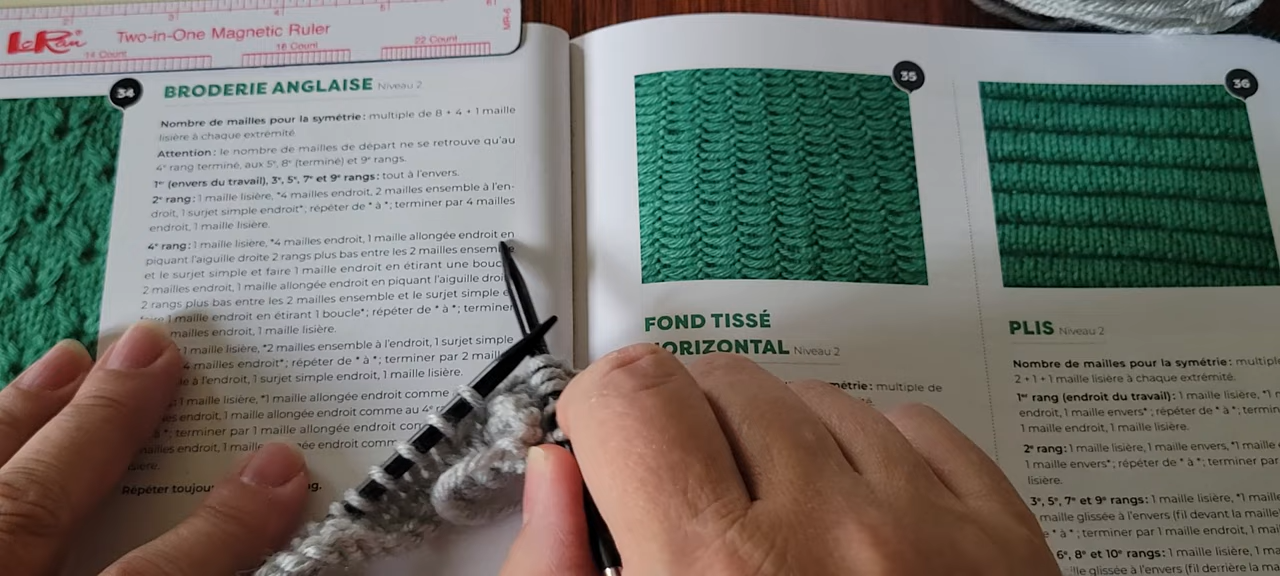 LeRan
Two-in-One Magnetic Ruler
14 Count
18 Count
22 Count
MR-6
34
BRODERIE ANGLAISE Niveau 2
Nombre de mailles pour la symétrie : multiple de 8 + 4 + 1 maille
lisière à chaque extrémité.
Attention : le nombre de mailles de départ ne se retrouve qu'au
4e rang terminé, aux 5e, 8e (terminé) et 9e rangs.
1er (envers du travail), 3e, 5e, 7e et 9e rangs : tout à l'envers.
2e rang : 1 maille lisière, *4 mailles endroit, 2 mailles ensemble à l'en-
droit, 1 surjet simple endroit* ; répéter de * à * ; terminer par 4 mailles
endroit, 1 maille lisière.
4e rang : 1 maille lisière, *4 mailles endroit, 1 maille allongée endroit en
piquant l'aiguille droite 2 rangs plus bas entre les 2 mailles
et le surjet simple et faire 1 maille endroit en étirant une
2 mailles endroit, 1 maille allongée endroit en piquant l'aiguille
2 rangs plus bas entre les 2 mailles ensemble et le surjet simple
1 maille endroit en étirant 1 boucle* ; répéter de * à * ; terminer
mailles endroit, 1 maille lisière.
1 maille lisière, *2 mailles ensemble à l'endroit, 1 surjet simple
4 mailles endroit* ; répéter de * à * ; terminer par 2
à l'endroit, 1 surjet simple endroit, 1 maille lisière.
1 maille lisière, *1 maille allongée endroit comme
endroit, 1 maille allongée endroit comme au 4e
* ; terminer par 1 maille allongée endroit
endroit, 1 endroit
Répéter
35
FOND TISSÉ
HORIZONTAL Niveau 2
multiple de
36
PLIS Niveau 2
Nombre de mailles pour la symétrie :
2 + 1 + 1 maille lisière à chaque extrémité.
1er rang (endroit du travail) : 1 maille lisière,
endroit, 1 maille envers* ; répéter de * à * ;
1 maille endroit, 1 maille lisière.
2e rang : 1 maille lisière, 1 maille envers, *1 maille
1 maille envers* ; répéter de * à * ; terminer par
lisière.
3e, 5e, 7e et 9e rangs : 1 maille lisière, *1
maille glissée à l'envers (fil devant la
* à * ; terminer par 1 maille endroit, 1
6e, 8e et 10e rangs : 1 maille lisière,
glissée à l'envers (fil derrière la